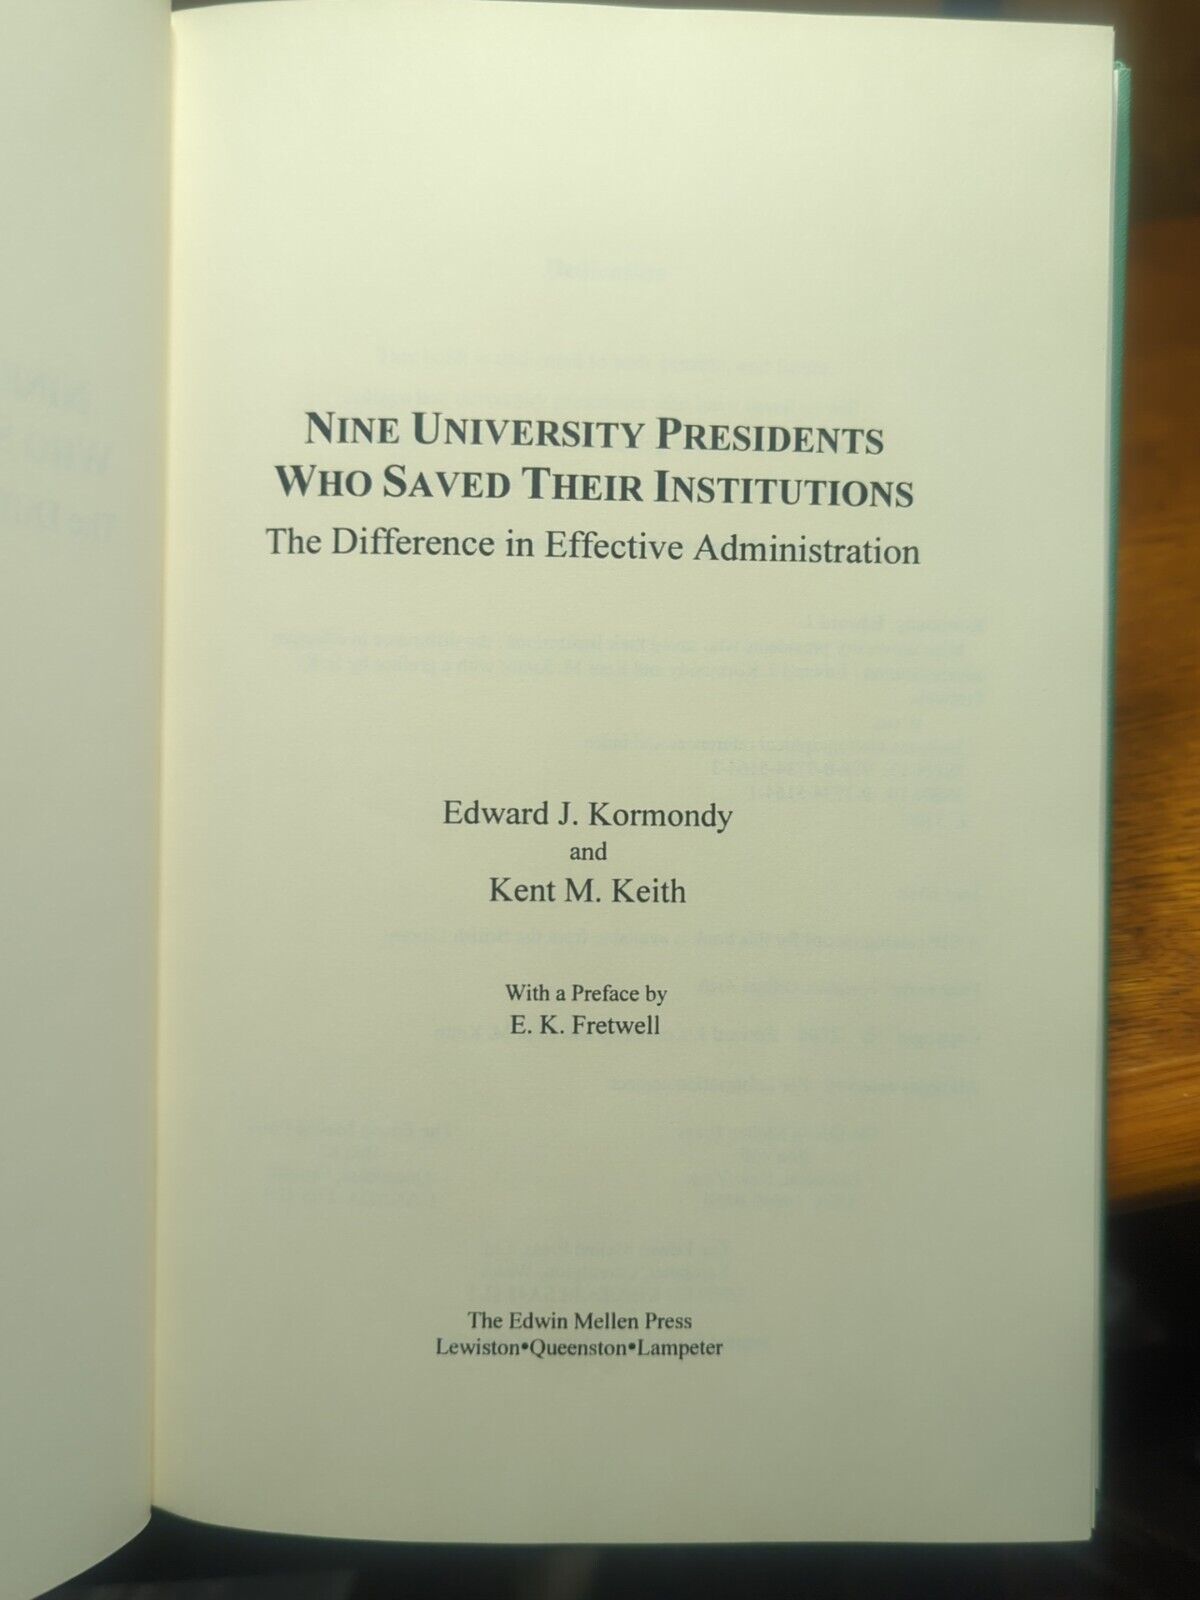 NINE UNIVERSITY PRESIDENTS
WHO SAVED THEIR INSTITUTIONS
The Difference in Effective Administration
Edward J. Kormondy
and
Kent M. Keith
With a Preface by
E. K. Fretwell
The Edwin Mellen Press
Lewiston•Queenston•Lampeter